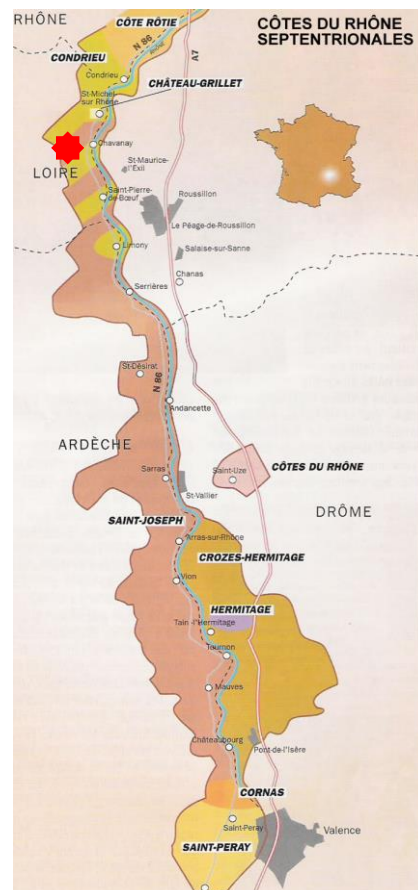 RHÔNE
CÔTE RÔTIE
N 86
Rhône
A7
CÔTES DU RHÔNE
SEPTENTRIONALES
CONDRIEU
Condrieu
CHÂTEAU-GRILLET
St-Michel
sur Rhône
Chavanay
St-Maurice-
l'Exil
LOIRE
Saint-Pierre-
de-Bœuf
Roussillon
Le Péage-de-Roussillon
Limony
Salaise-sur-Sanne
Chanas
Serrières
St-Désirat
N 86
Andancette
ARDÈCHE
Sarras
St-Vallier
Saint-Uze
CÔTES DU RHÔNE
DRÔME
SAINT-JOSEPH
Arras-sur-Rhône
CROZES-HERMITAGE
Vion
HERMITAGE
Tain-l'Hermitage
Tournon
Mauves
Châteaubourg
Pont-de-l'Isère
CORNAS
Saint-Peray
Valence
SAINT-PERAY